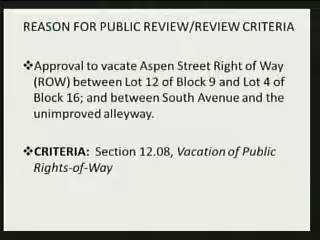 REASON FOR PUBLIC REVIEW/REVIEW CRITERIA
❖Approval to vacate Aspen Street Right of Way
(ROW) between Lot 12 of Block 9 and Lot 4 of
Block 16; and between South Avenue and the
unimproved alleyway.
❖CRITERIA: Section 12.08, Vacation of Public
Rights-of-Way